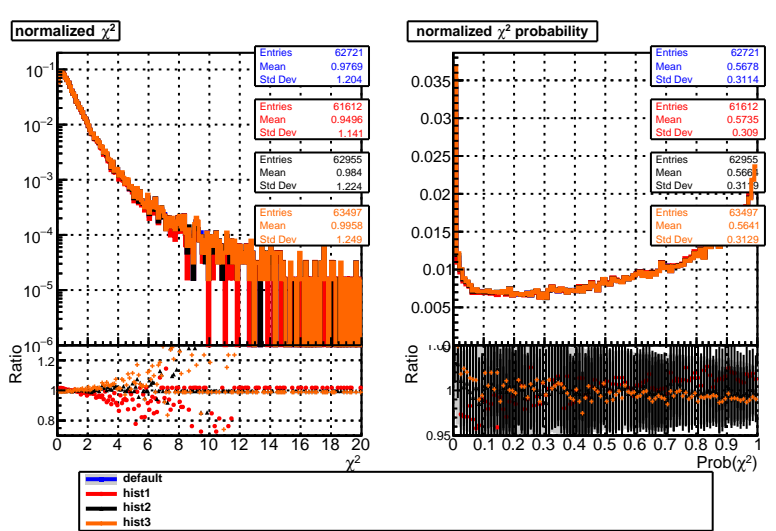 normalized χ²
Entries 62721
Mean 0.9769
Std Dev 1.204
Entries 61612
Mean 0.9496
Std Dev 1.141
Entries 62955
Mean 0.984
Std Dev 1.224
Entries 63497
Mean 0.9958
Std Dev 1.249
10⁻¹
10⁻²
10⁻³
10⁻⁴
10⁻⁵
10⁻⁶
Ratio
1.2
1
0.8
0 2 4 6 8 10 12 14 16 18 20
χ²
normalized χ² probability
Entries 62721
Mean 0.5678
Std Dev 0.3114
Entries 61612
Mean 0.5735
Std Dev 0.309
Entries 62955
Mean
Std Dev
Entries 63497
Mean 0.5641
Std Dev 0.3129
0.035
0.03
0.025
0.02
0.015
0.01
0.005
Ratio
1
0.95
0 0.1 0.2 0.3 0.4 0.5 0.6 0.7 0.8 0.9 1
Prob(χ²)
default
hist1
hist2
hist3